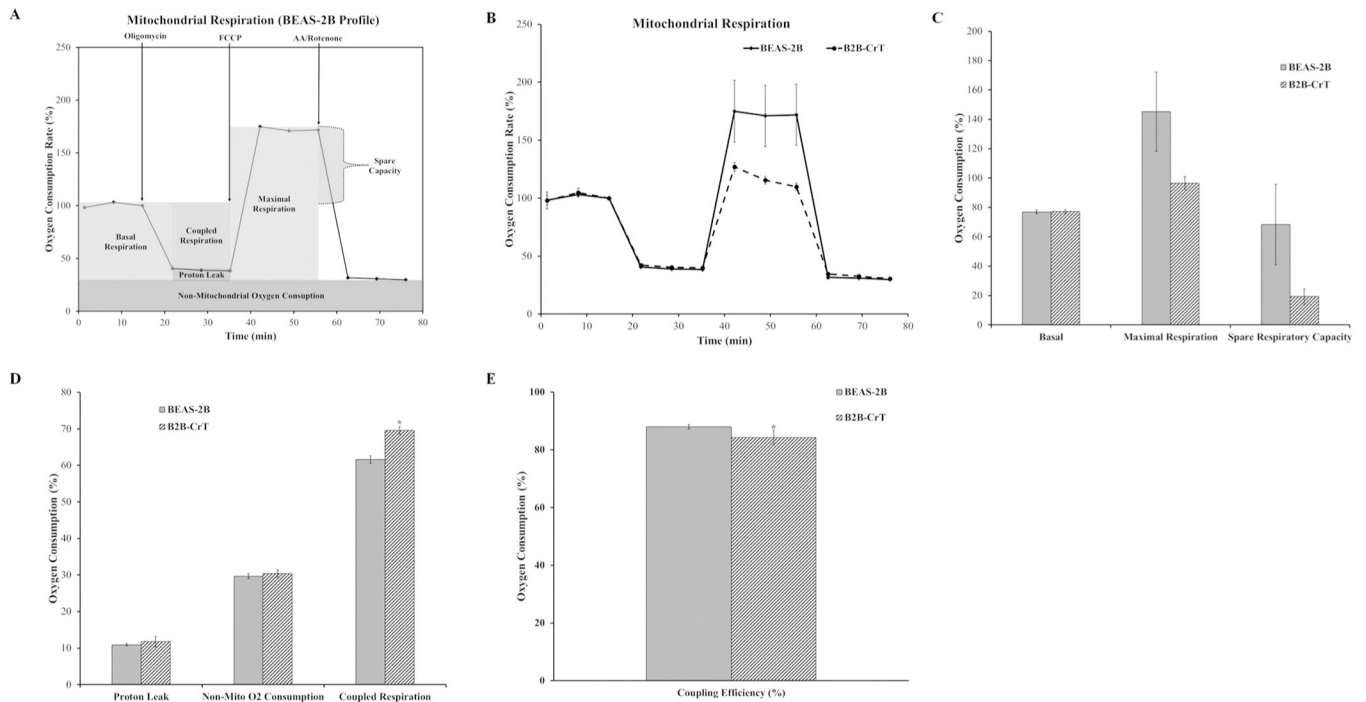 A
Mitochondrial Respiration (BEAS-2B Profile)
Oligomycin
FCCP
AA/Rotenone
250
200
150
100
50
0
Oxygen Consumption Rate (%)
Spare
Capacity
Maximal
Respiration
Basal
Respiration
Coupled
Respiration
Proton Leak
Non-Mitochondrial Oxygen Consuption
0 10 20 30 40 50 60 70 80
Time (min)
B
Mitochondrial Respiration
BEAS-2B
B2B-CrT
250
200
150
100
50
0
Oxygen Consumption Rate (%)
0 10 20 30 40 50 60 70 80
Time (min)
C
200
180
160
140
120
100
80
60
40
20
0
Oxygen Consumption (%)
BEAS-2B
B2B-CrT
Basal
Maximal Respiration
Spare Respiratory Capacity
D
80
70
60
50
40
30
20
10
0
Oxygen Consumption (%)
BEAS-2B
B2B-CrT
*
Proton Leak
Non-Mito O2 Consumption
Coupled Respiration
E
100
80
60
40
20
0
Oxygen Consumption (%)
BEAS-2B
B2B-CrT
*
Coupling Efficiency (%)